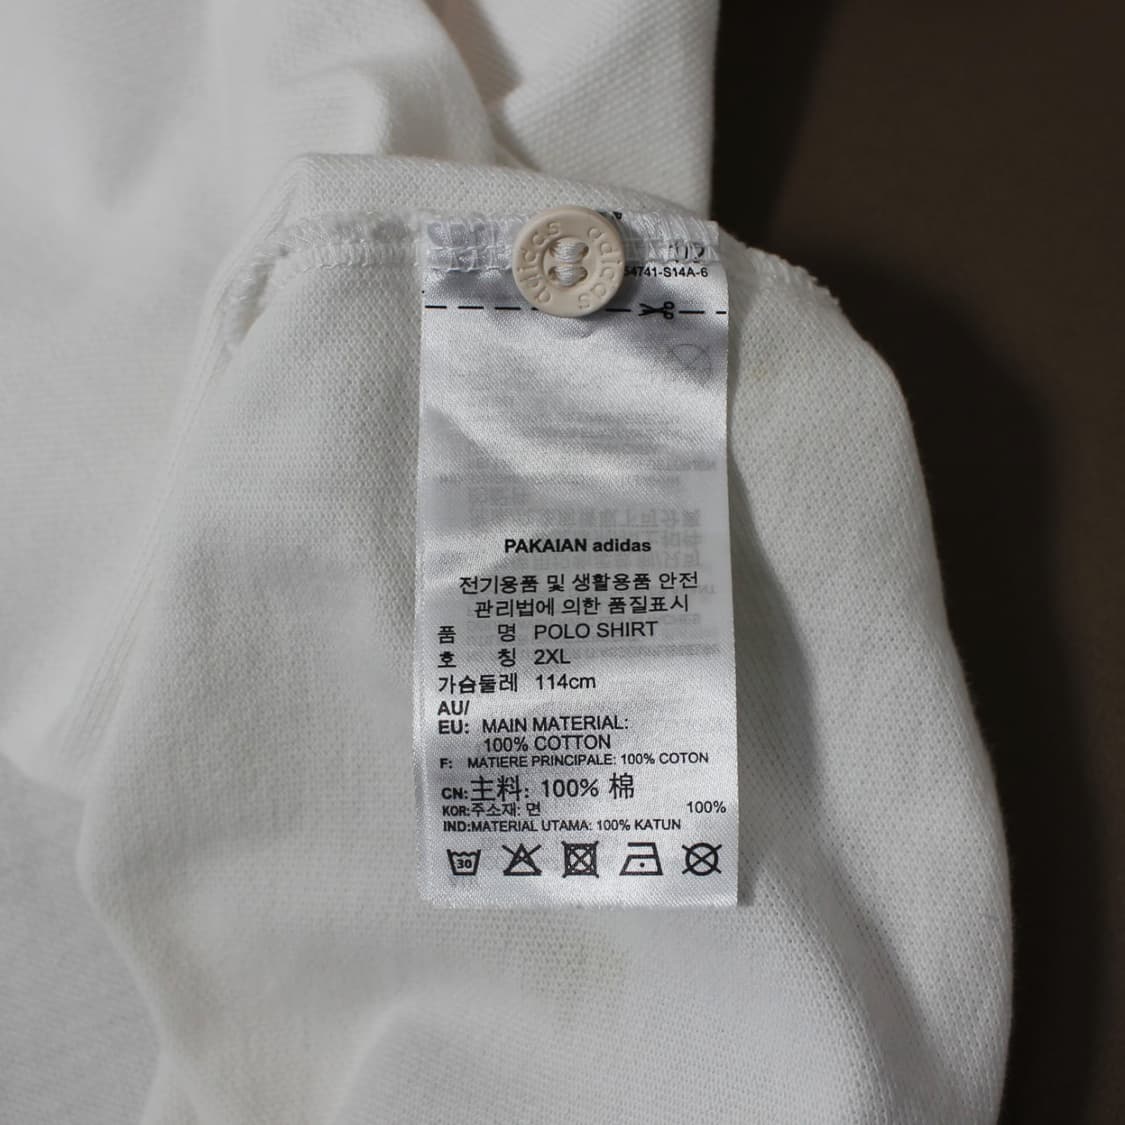 adidas adidas
54741-S14A-6
PAKAIAN adidas
전기용품 및 생활용품 안전
관리법에 의한 품질표시
품 명 POLO SHIRT
호 칭 2XL
가슴둘레 114cm
AU/
EU: MAIN MATERIAL:
100% COTTON
F: MATIERE PRINCIPALE: 100% COTON
CN:主料: 100% 棉
KOR:주소재: 면 100%
IND:MATERIAL UTAMA: 100% KATUN
30